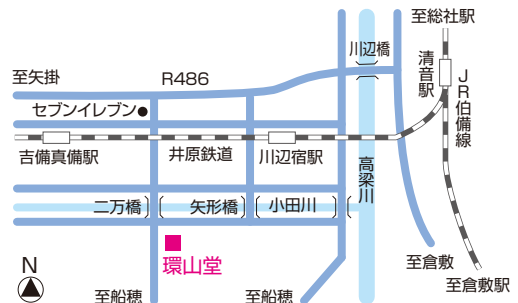 至総社駅
川辺橋
清音駅
至矢掛
R486
JR伯備線
セブンイレブン
吉備真備駅
井原鉄道
川辺宿駅
高梁川
二万橋
矢形橋
小田川
環山堂
至倉敷
N
至船穂
至船穂
至倉敷駅